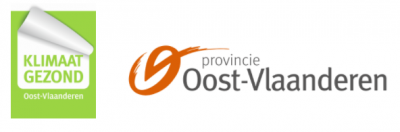 KLIMAAT
GEZOND
Oost-Vlaanderen
provincie
Oost-Vlaanderen